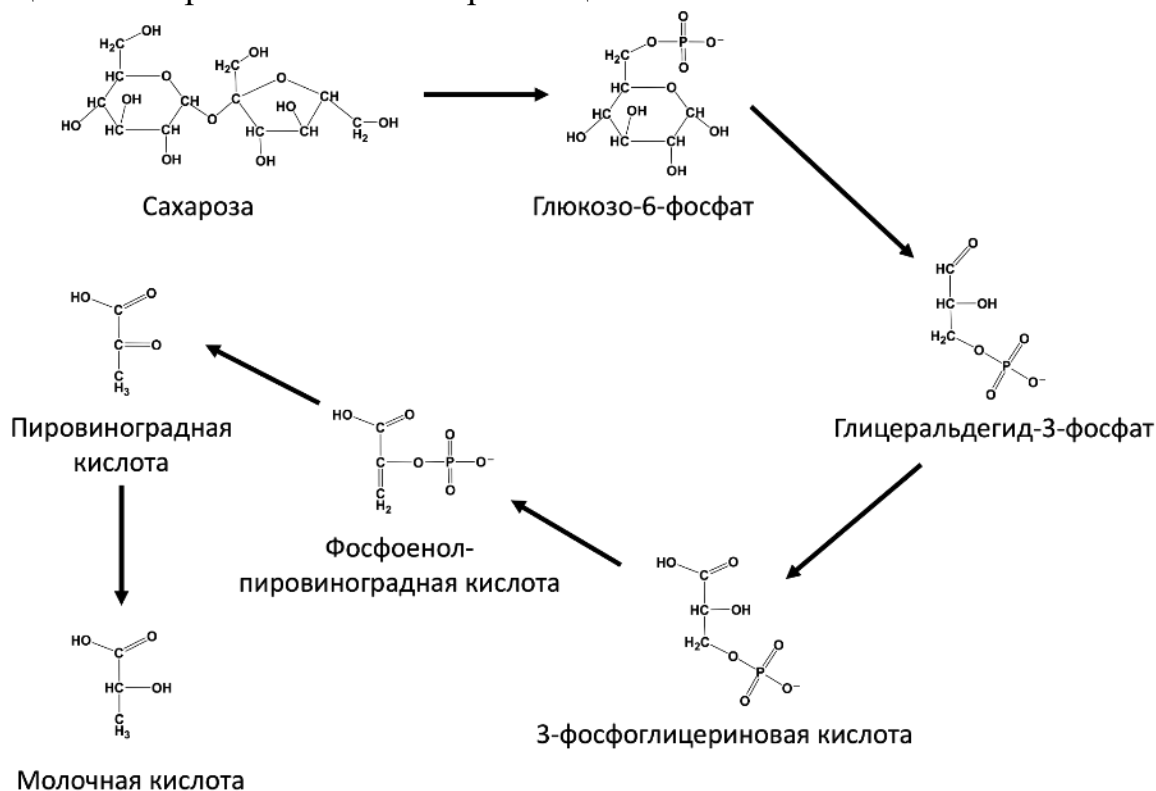 Сахароза
Глюкозо-6-фосфат
Глицеральдегид-3-фосфат
3-фосфоглицериновая кислота
Фосфоенол-
пировиноградная кислота
Пировиноградная
кислота
Молочная кислота